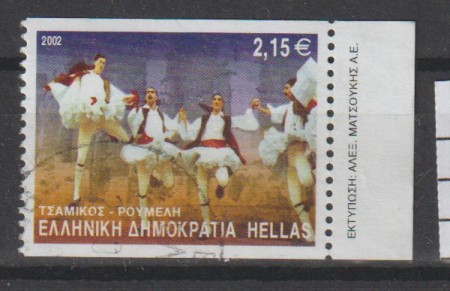 2002
2,15€
ΤΣΑΜΙΚΟΣ - ΡΟΥΜΕΛΗ
ΕΛΛΗΝΙΚΗ ΔΗΜΟΚΡΑΤΙΑ HELLAS
ΕΚΤΥΠΩΣΗ: ΑΛΕΞ. ΜΑΤΣΟΥΚΗΣ Α.Ε.